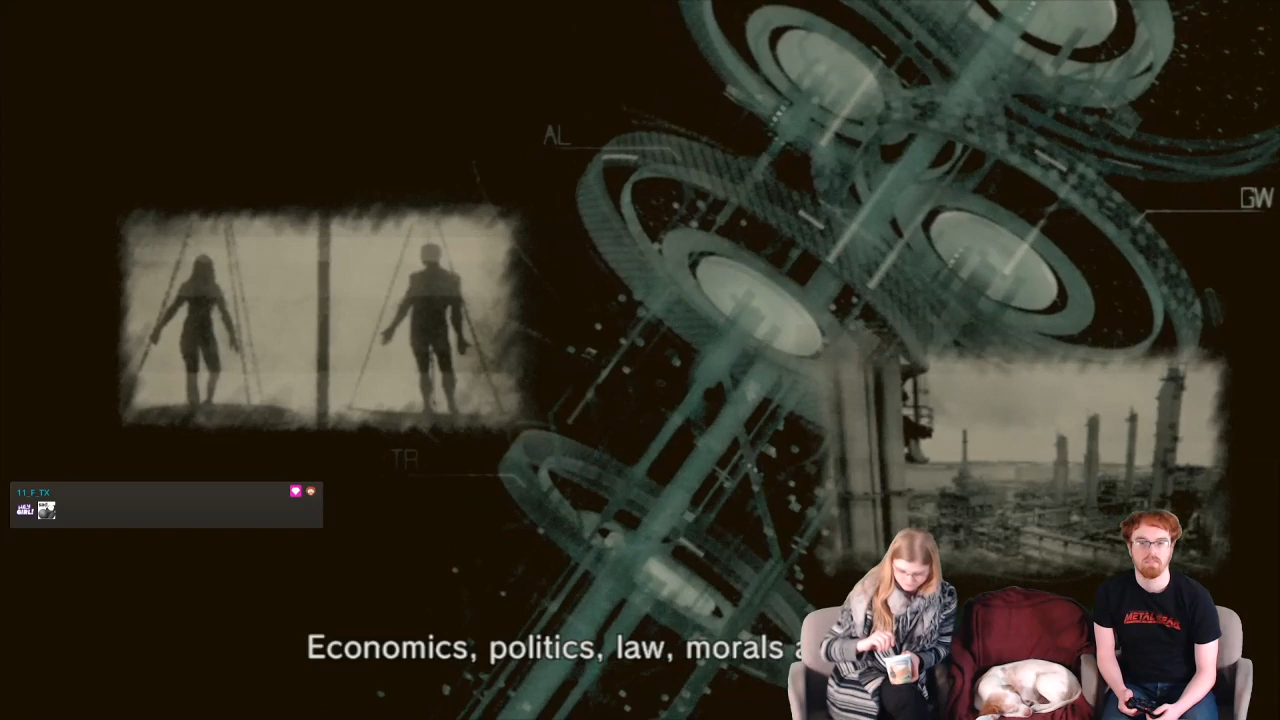 AL
GW
TR
11_F_TX
Economics, politics, law, morals
METAL GEAR